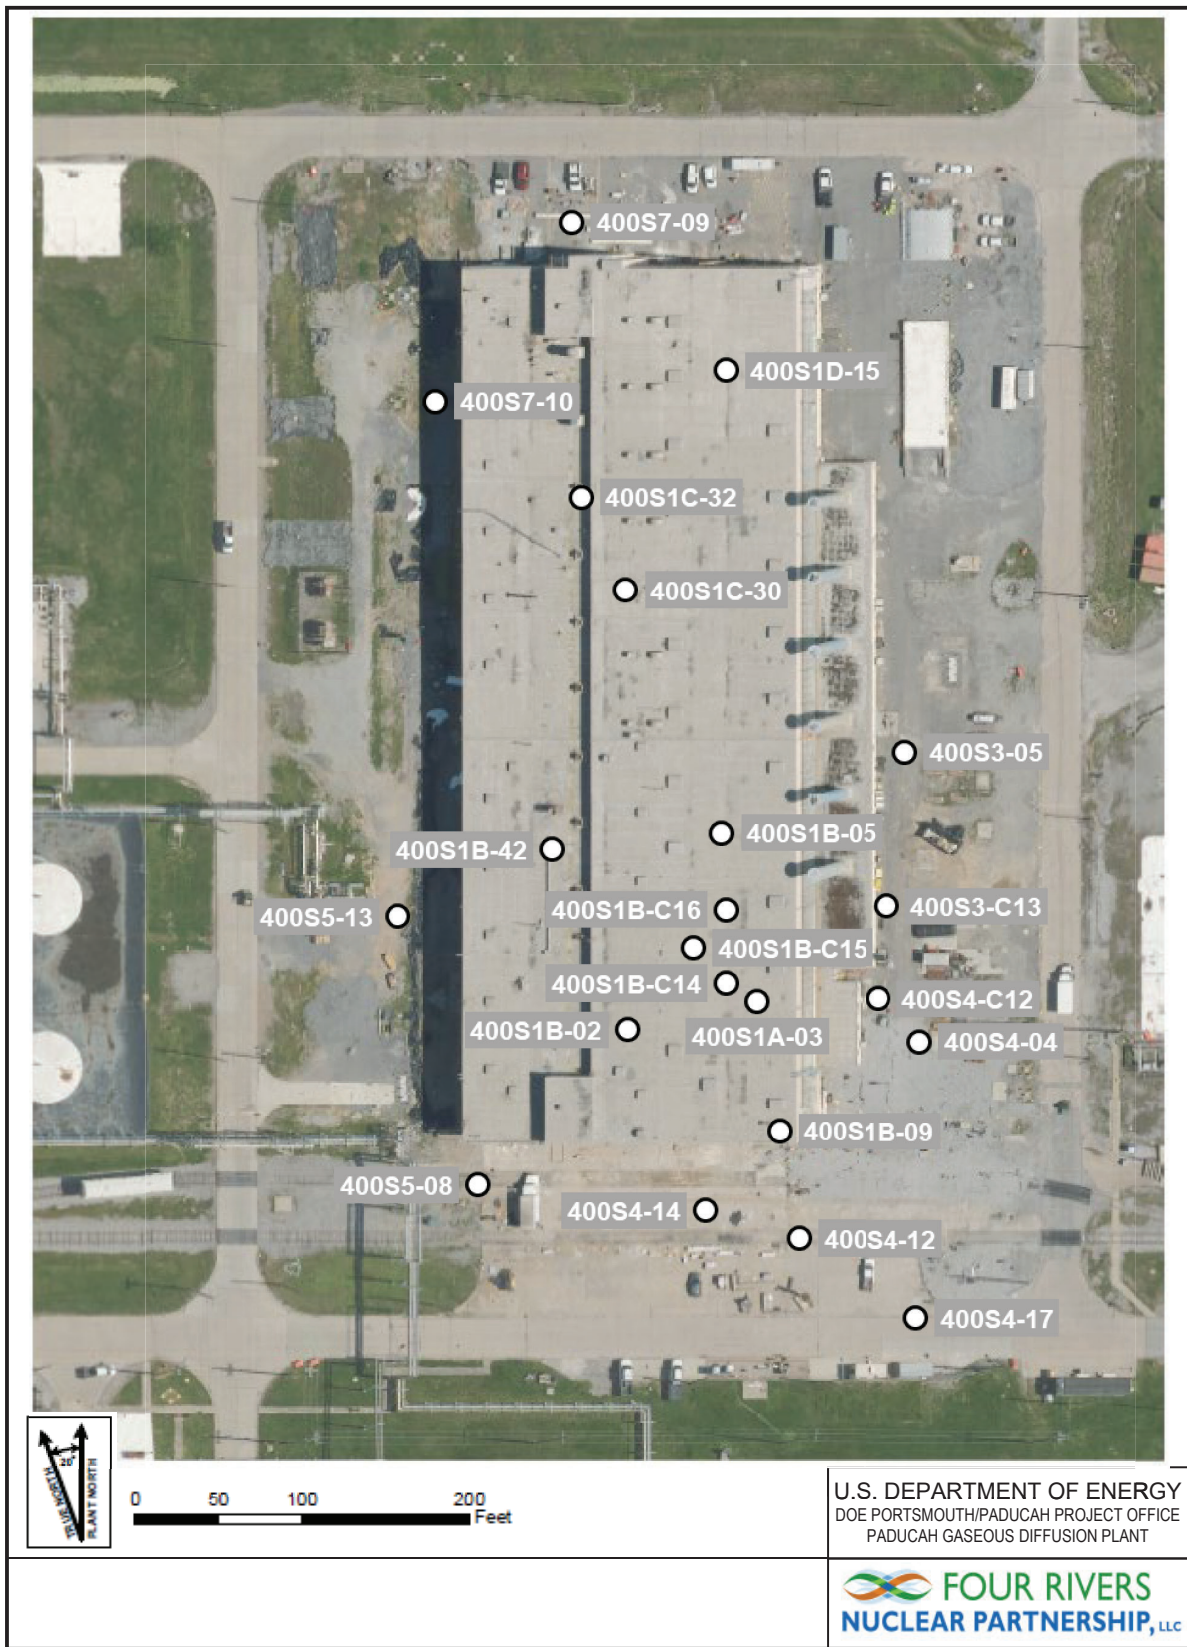 400S7-09
400S1D-15
400S7-10
400S1C-32
400S1C-30
400S3-05
400S1B-05
400S1B-42
400S1B-C16
400S3-C13
400S5-13
400S1B-C15
400S1B-C14
400S4-C12
400S1B-02
400S1A-03
400S4-04
400S1B-09
400S5-08
400S4-14
400S4-12
400S4-17
20°
TRUE NORTH
PLANT NORTH
0 50 100 200
Feet
U.S. DEPARTMENT OF ENERGY
DOE PORTSMOUTH/PADUCAH PROJECT OFFICE
PADUCAH GASEOUS DIFFUSION PLANT
FOUR RIVERS
NUCLEAR PARTNERSHIP, LLC